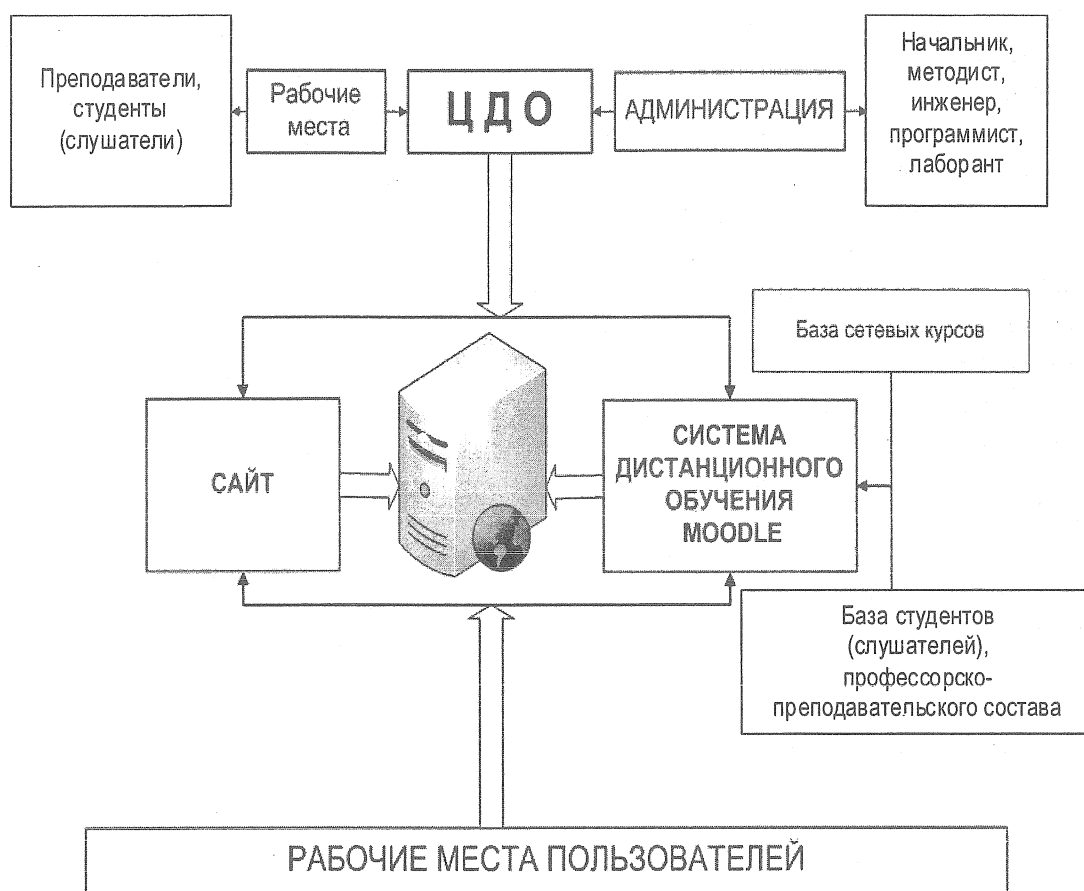 Преподаватели,
студенты
(слушатели)
Рабочие
места
ЦДО
АДМИНИСТРАЦИЯ
Начальник,
методист,
инженер,
программист,
лаборант
База сетевых курсов
САЙТ
СИСТЕМА
ДИСТАНЦИОННОГО
ОБУЧЕНИЯ
MOODLE
База студентов
(слушателей),
профессорско-
преподавательского состава
РАБОЧИЕ МЕСТА ПОЛЬЗОВАТЕЛЕЙ